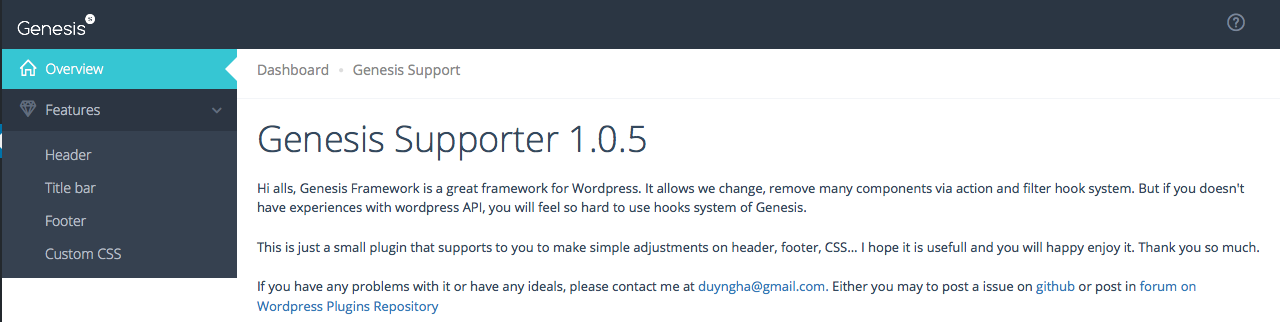 Genesis S
Overview
Features
Header
Title bar
Footer
Custom CSS
Dashboard • Genesis Support
Genesis Supporter 1.0.5
Hi alls, Genesis Framework is a great framework for Wordpress. It allows we change, remove many components via action and filter hook system. But if you doesn't
have experiences with wordpress API, you will feel so hard to use hooks system of Genesis.
This is just a small plugin that supports to you to make simple adjustments on header, footer, CSS... I hope it is usefull and you will happy enjoy it. Thank you so much.
If you have any problems with it or have any ideals, please contact me at duyngha@gmail.com. Either you may to post a issue on github or post in forum on
Wordpress Plugins Repository